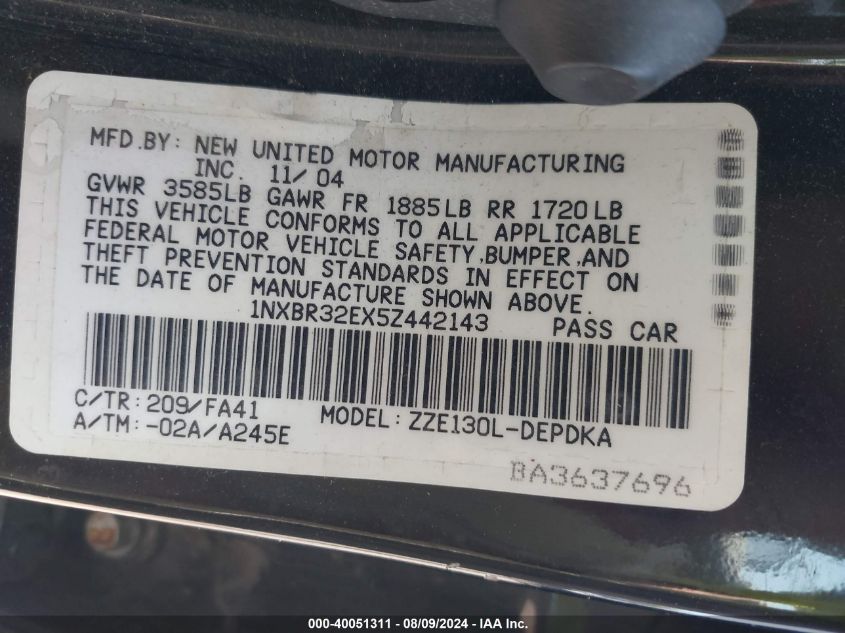 MFD.BY: NEW UNITED MOTOR MANUFACTURING
INC. 11/04
GVWR 3585LB GAWR FR 1885LB RR 1720LB
THIS VEHICLE CONFORMS TO ALL APPLICABLE
FEDERAL MOTOR VEHICLE SAFETY,BUMPER,AND
THEFT PREVENTION STANDARDS IN EFFECT ON
THE DATE OF MANUFACTURE SHOWN ABOVE.
1NXBR32EX5Z442143 PASS CAR
C/TR:209/FA41 MODEL:ZZE130L-DEPDKA
A/TM:-02A/A245E
BA3637696
000-40051311 - 08/09/2024 - IAA Inc.